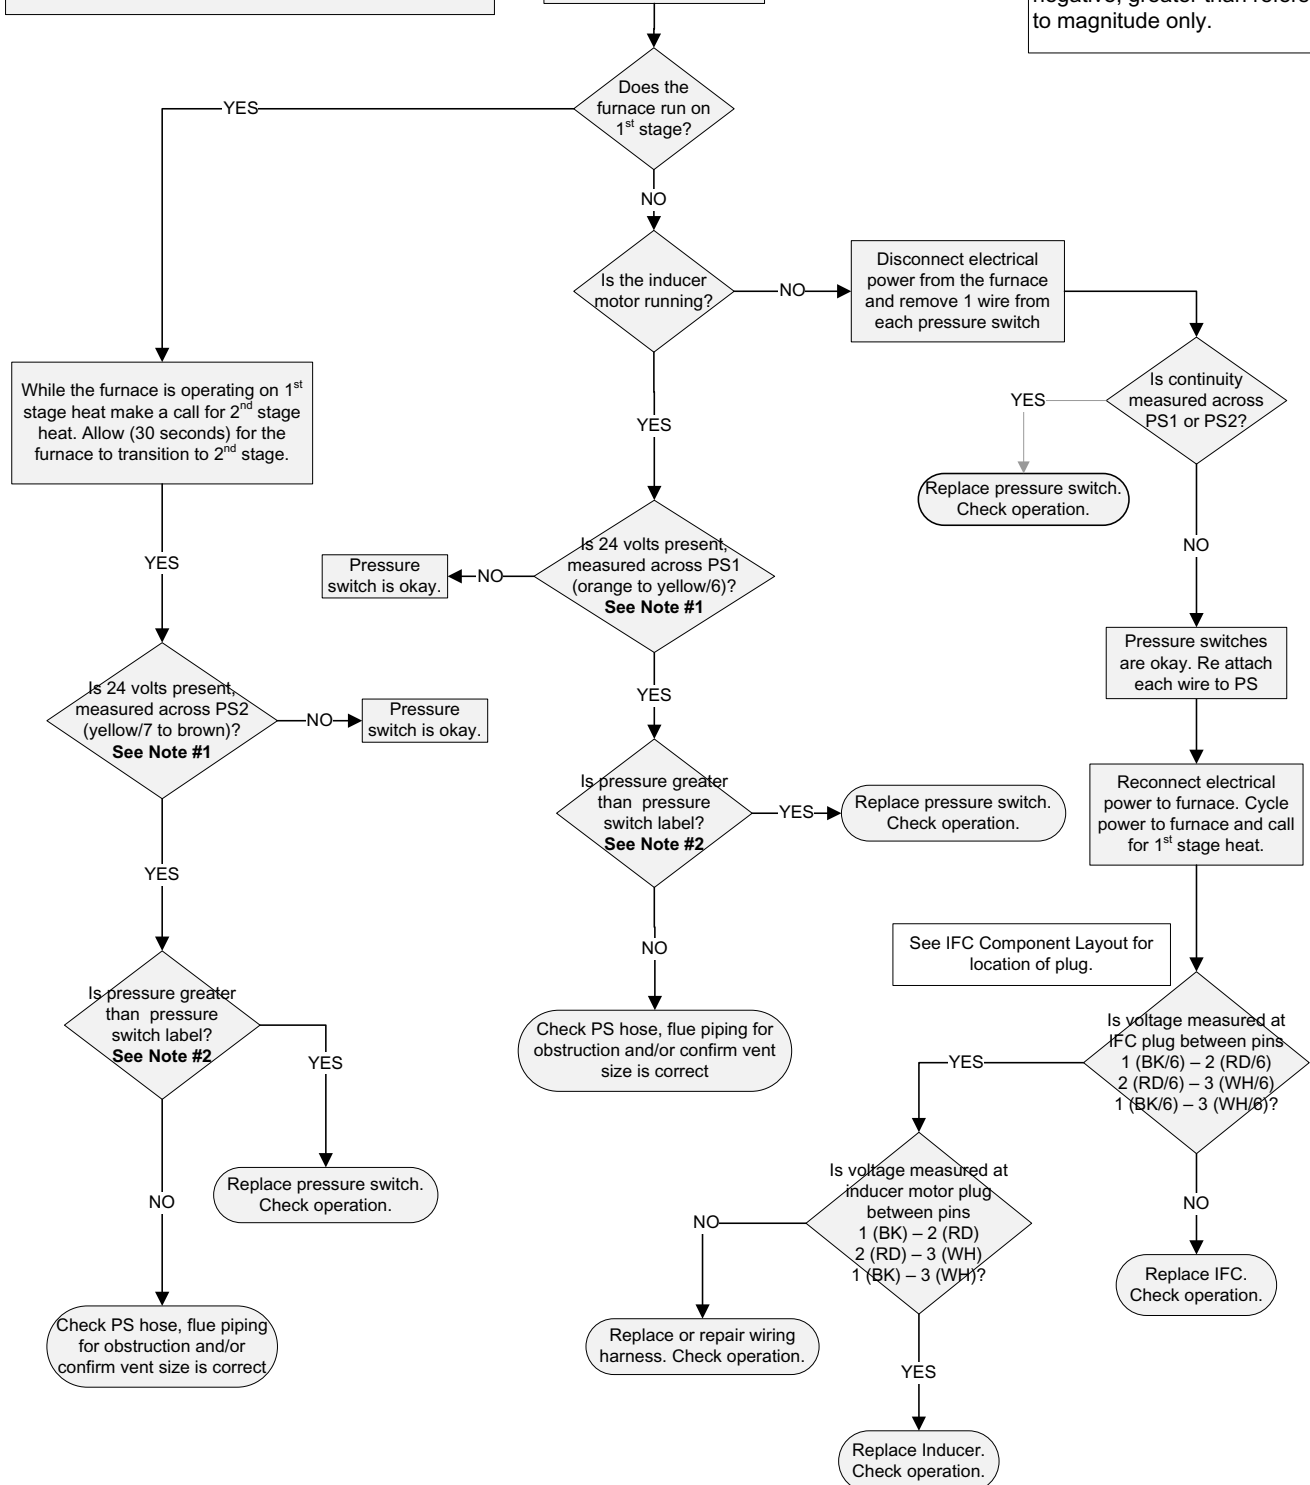 to magnitude only.
Does the
furnace run on
1st stage?
YES
NO
Is the inducer
motor running?
NO
Disconnect electrical
power from the furnace
and remove 1 wire from
each pressure switch
Is continuity
measured across
PS1 or PS2?
YES
Replace pressure switch.
Check operation.
NO
While the furnace is operating on 1st
stage heat make a call for 2nd stage
heat. Allow (30 seconds) for the
furnace to transition to 2nd stage.
YES
YES
Is 24 volts present,
measured across PS1
(orange to yellow/6)?
See Note #1
NO
Pressure
switch is okay.
Pressure switches
are okay. Re attach
each wire to PS
Is 24 volts present,
measured across PS2
(yellow/7 to brown)?
See Note #1
NO
Pressure
switch is okay.
YES
Is pressure greater
than pressure
switch label?
See Note #2
YES
Replace pressure switch.
Check operation.
Reconnect electrical
power to furnace. Cycle
power to furnace and call
for 1st stage heat.
YES
NO
See IFC Component Layout for
location of plug.
Is pressure greater
than pressure
switch label?
See Note #2
YES
Check PS hose, flue piping for
obstruction and/or confirm vent
size is correct
Is voltage measured at
IFC plug between pins
1 (BK/6) – 2 (RD/6)
2 (RD/6) – 3 (WH/6)
1 (BK/6) – 3 (WH/6)?
YES
Replace pressure switch.
Check operation.
NO
Is voltage measured at
inducer motor plug
between pins
1 (BK) – 2 (RD)
2 (RD) – 3 (WH)
1 (BK) – 3 (WH)?
NO
NO
Replace IFC.
Check operation.
Check PS hose, flue piping
for obstruction and/or
confirm vent size is correct
Replace or repair wiring
harness. Check operation.
YES
Replace Inducer.
Check operation.